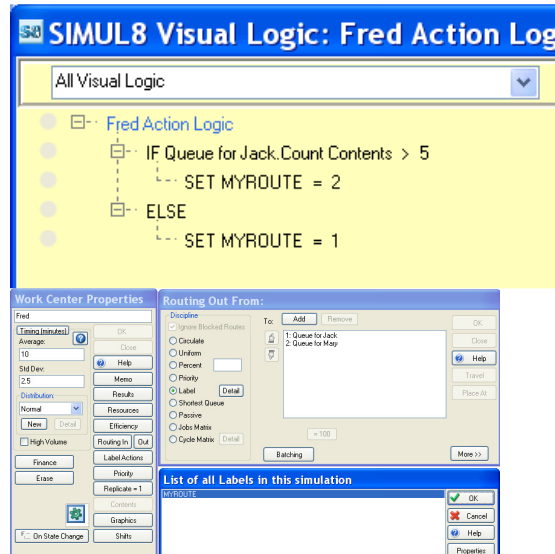 SIMUL8 Visual Logic: Fred Action Log
All Visual Logic
Fred Action Logic
IF Queue for Jack.Count Contents > 5
SET MYROUTE = 2
ELSE
SET MYROUTE = 1
Work Center Properties
Fred
Timing (minutes)
Average:
10
Std Dev:
2.5
Distribution:
Normal
New Detail
High Volume
Finance
Erase
On State Change
OK
Close
Help
Memo
Results
Resources
Efficiency
Routing In Out
Label Actions
Priority
Replicate = 1
Contents
Graphics
Shifts
Routing Out From:
Discipline
Ignore Blocked Routes
Circulate
Uniform
Percent
Priority
Label Detail
Shortest Queue
Passive
Jobs Matrix
Cycle Matrix Detail
To: Add Remove
1: Queue for Jack
2: Queue for Mary
= 100
Batching
OK
Close
Help
Travel
Place At
More >>
List of all Labels in this simulation
MYROUTE
OK
Cancel
Help
Properties